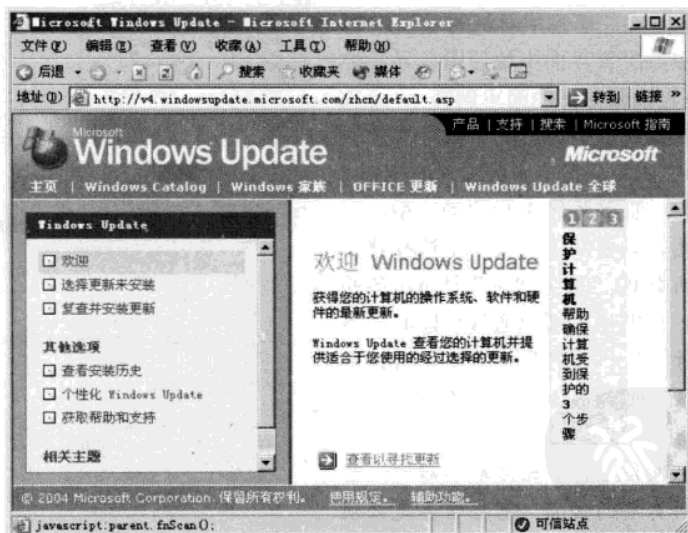 Microsoft Windows Update - Microsoft Internet Explorer
文件(F) 编辑(E) 查看(V) 收藏(A) 工具(T) 帮助(H)
后退 搜索 收藏夹 媒体
地址(D) http://v4.windowsupdate.microsoft.com/zhcn/default.asp 转到 链接 »
产品 | 支持 | 搜索 | Microsoft 指南
Microsoft
Windows Update
Microsoft
主页 | Windows Catalog | Windows 家族 | OFFICE 更新 | Windows Update 全球
Windows Update
欢迎
选择更新来安装
复查并安装更新
其他选项
查看安装历史
个性化 Windows Update
获取帮助和支持
相关主题
欢迎 Windows Update
获得您的计算机的操作系统、软件和硬
件的最新更新。
Windows Update 查看您的计算机并提
供适合于您使用的经过选择的更新。
查看以寻找更新
1 2 3
保
护
计
算
机
帮助
确保
计算
机受
到保
护的
3
个步
骤
© 2004 Microsoft Corporation. 保留所有权利。 使用规定。 辅助功能。
javascript:parent.fnScan(); 可信站点